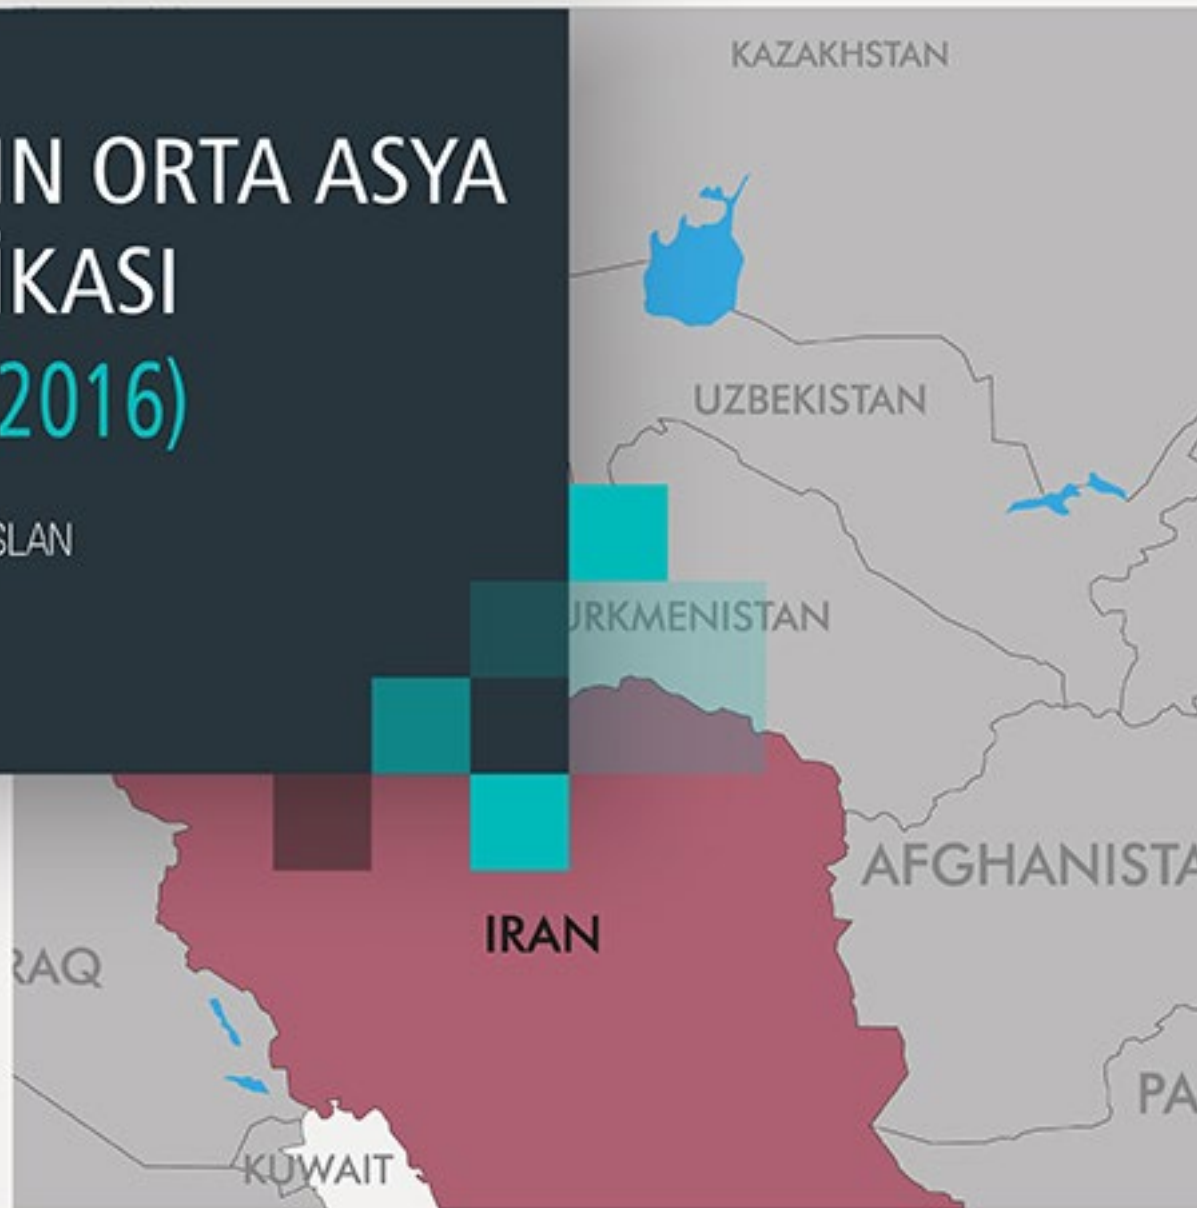 IN ORTA ASYA
İKASI
2016)
SLAN
KAZAKHSTAN
UZBEKISTAN
URKMENISTAN
AFGHANISTA
IRAN
RAQ
PA
KUWAIT